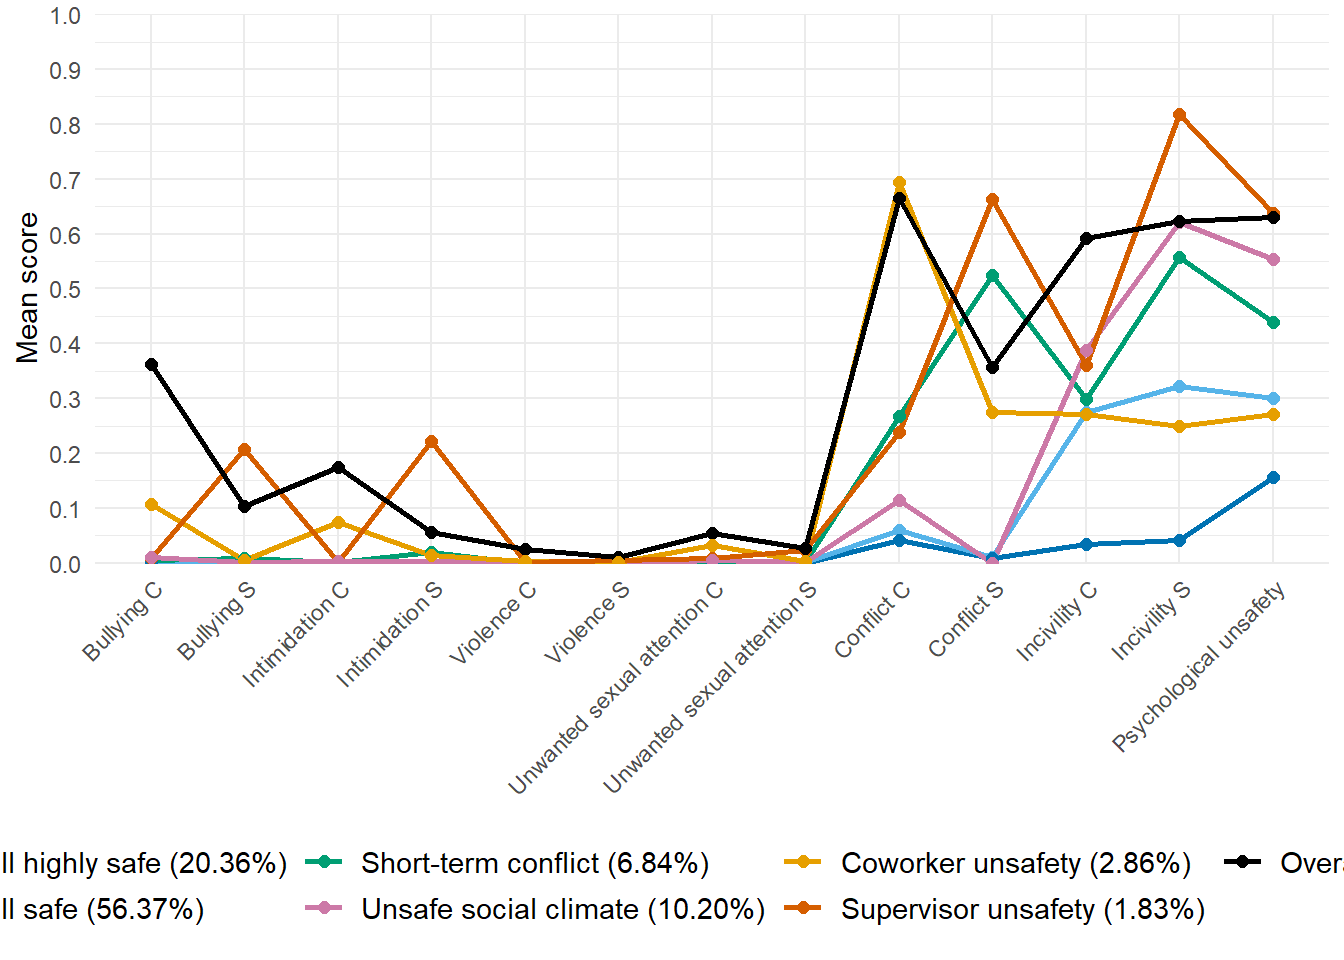 1.0
0.9
0.8
0.7
0.6
0.5
0.4
0.3
0.2
0.1
0.0
Mean score
Bullying C
Bullying S
Intimidation C
Intimidation S
Violence C
Violence S
Unwanted sexual attention C
Unwanted sexual attention S
Conflict C
Conflict S
Incivility C
Incivility S
Psychological unsafety
ll highly safe (20.36%)
Short-term conflict (6.84%)
Coworker unsafety (2.86%)
Over
ll safe (56.37%)
Unsafe social climate (10.20%)
Supervisor unsafety (1.83%)